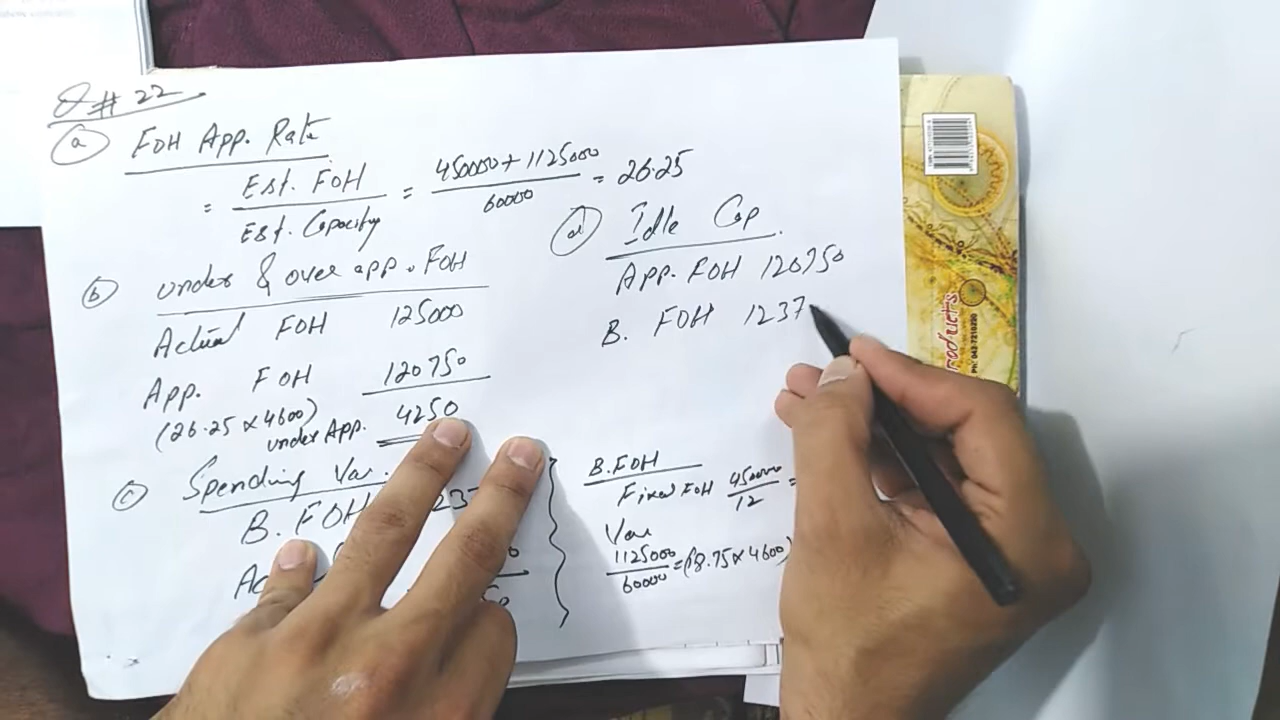 Q # 22
(a) FOH App. Rate
= Est. FOH / Est. Capacity = 450000 + 1125000 / 60000 = 26.25
(b) under & over app. FOH
Actual FOH 125000
App. FOH 120750
(26.25 x 4600)
under App. 4250
(c) Spending Var.
B. FOH
(d) Idle Cap.
App. FOH 120750
B. FOH 1237
B. FOH
Fixed FOH 450000 / 12 =
Var
1125000 / 60000 = (18.75 x 4600)
Products